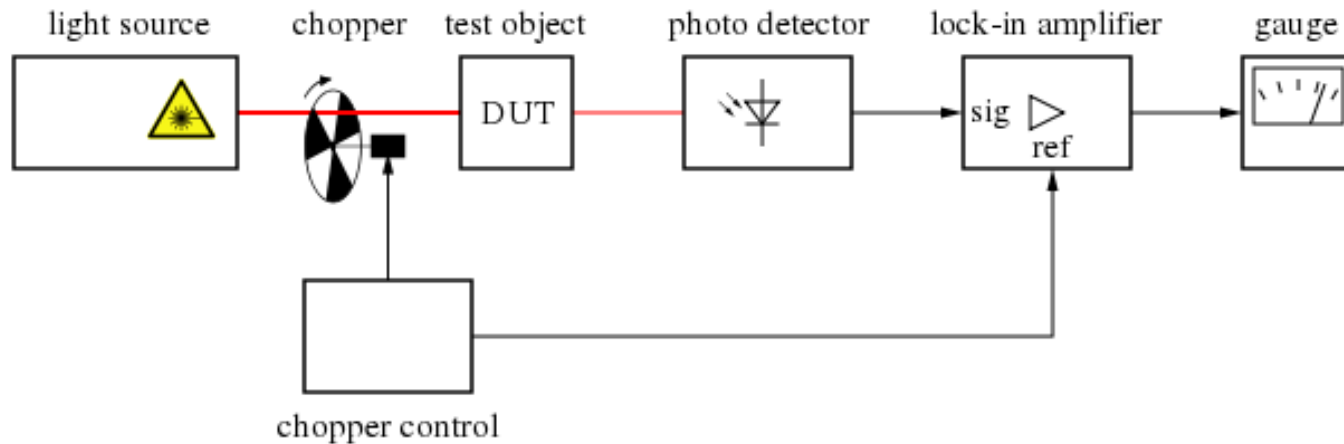 light source
chopper
test object
photo detector
lock-in amplifier
gauge
DUT
sig
ref
chopper control